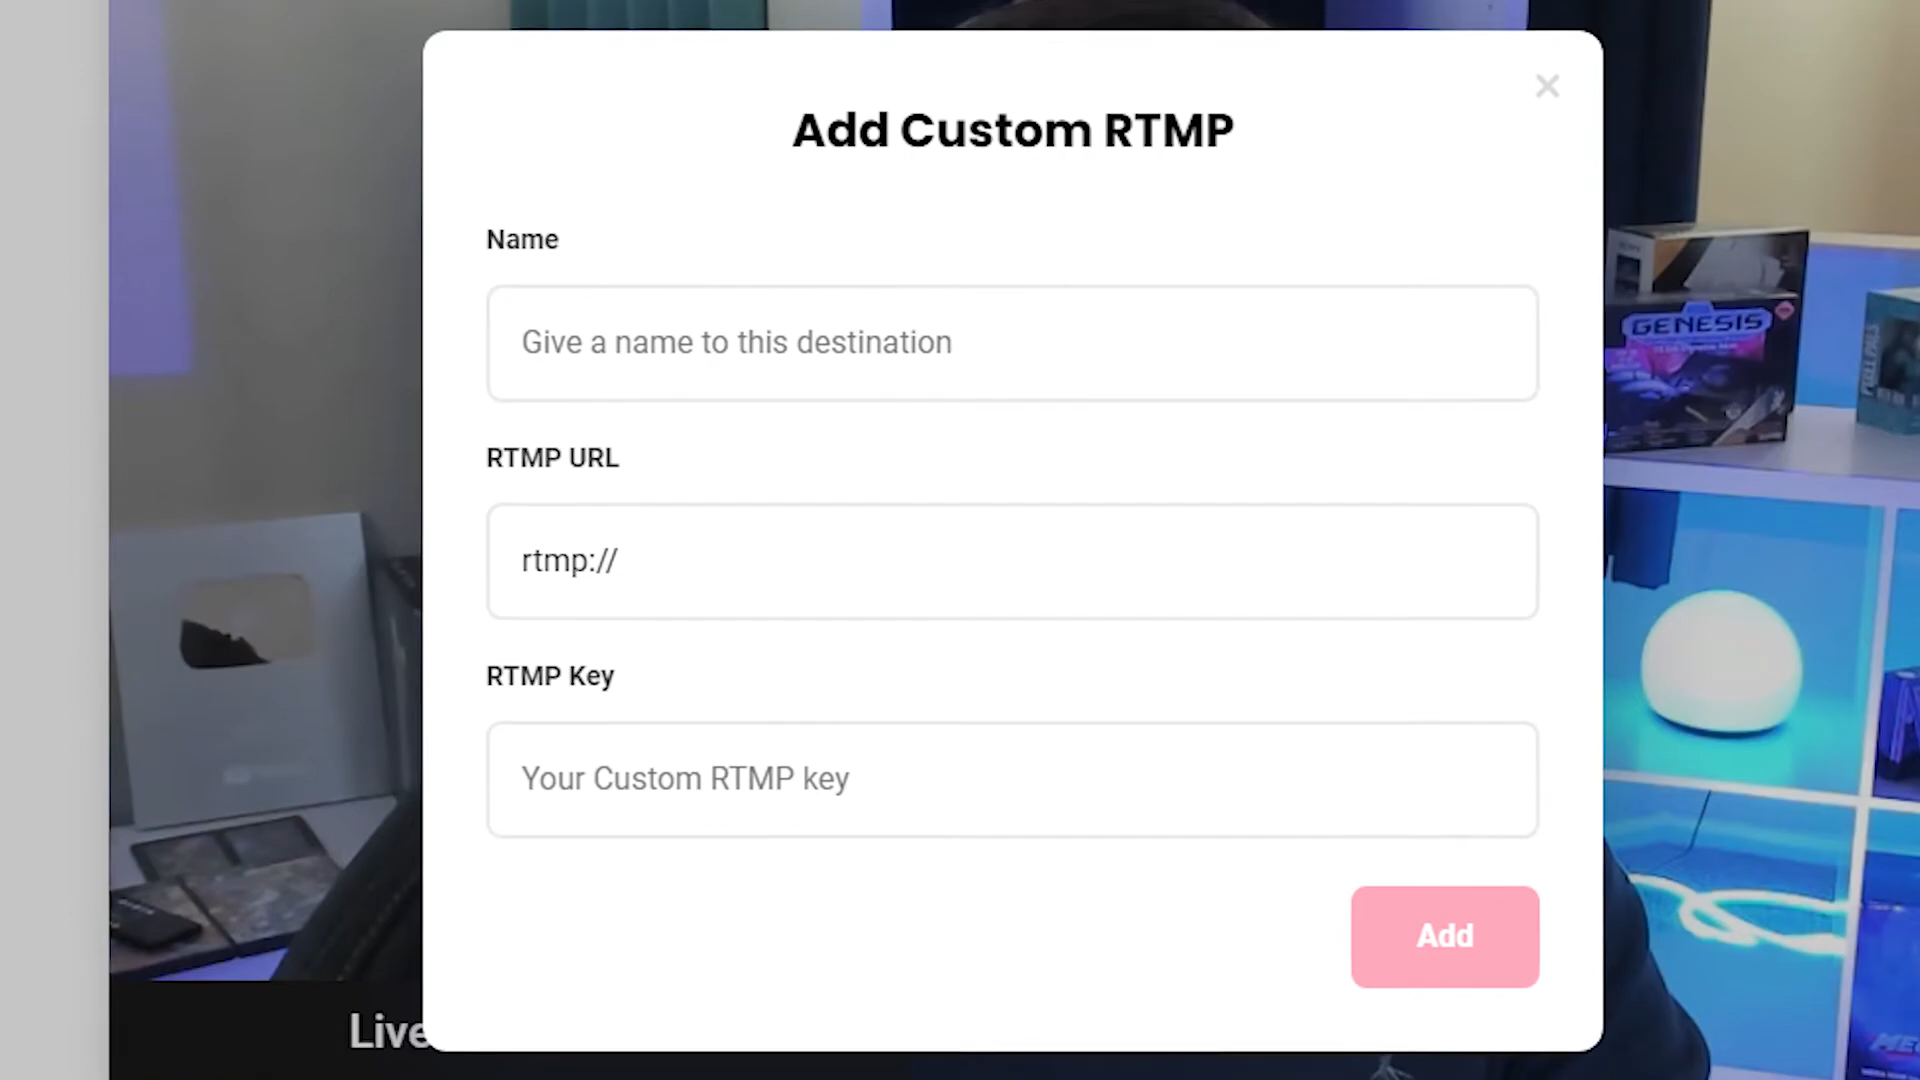 Add Custom RTMP
Name
Give a name to this destination
GENESIS
RTMP URL
rtmp://
RTMP Key
Your Custom RTMP key
Add
Live